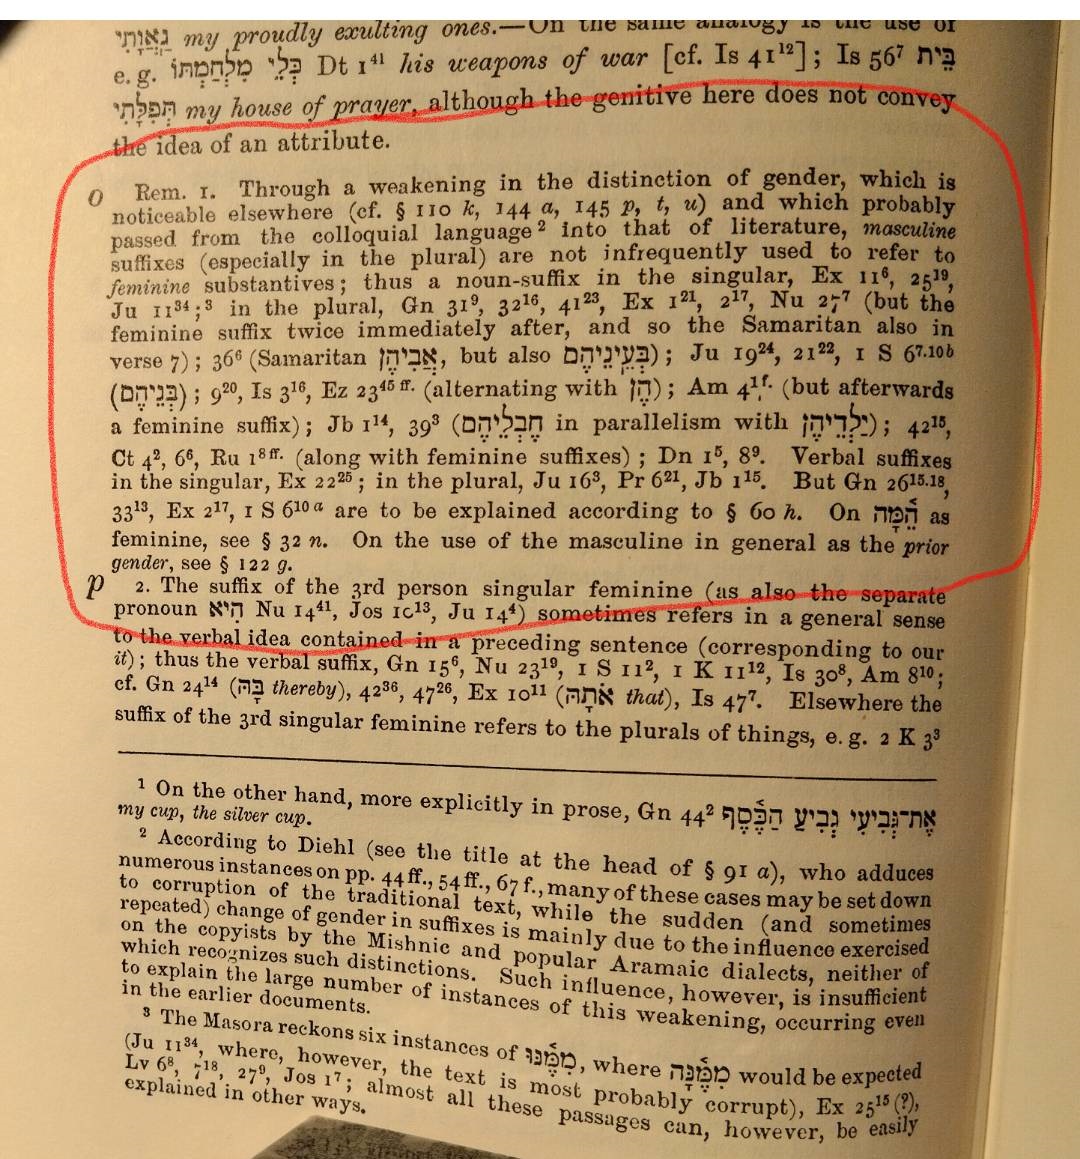 נַאֲוָתִי my proudly exulting ones.—On the same analogy is the use of
e. g. כְּלֵי מִלְחַמְתּוֹ Dt 1⁴¹ his weapons of war [cf. Is 41¹²]; Is 56⁷ בֵּית
תְּפִלָּתִי my house of prayer, although the genitive here does not convey
the idea of an attribute.
o Rem. 1. Through a weakening in the distinction of gender, which is
noticeable elsewhere (cf. § 110 k, 144 a, 145 p, t, u) and which probably
passed from the colloquial language ² into that of literature, masculine
suffixes (especially in the plural) are not infrequently used to refer to
feminine substantives; thus a noun-suffix in the singular, Ex 11⁶, 25¹⁹,
Ju 11³⁴;³ in the plural, Gn 31⁹, 32¹⁶, 41²³, Ex 1²¹, 2¹⁷, Nu 27⁷ (but the
feminine suffix twice immediately after, and so the Samaritan also in
verse 7); 36⁶ (Samaritan אֲבִיהֶן, but also בְּעֵינֵיהֶם); Ju 19²⁴, 21²², 1 S 6⁷·¹⁰ᵇ
(בְּנֵיהֶם); 9²⁰, Is 3¹⁶, Ez 23⁴⁵ ᶠᶠ· (alternating with הֶן); Am 4¹ᶠ· (but afterwards
a feminine suffix); Jb 1¹⁴, 39³ (חֶבְלֵיהֶם in parallelism with יַלְדֵיהֶן); 42¹⁵,
Ct 4², 6⁶, Ru 1⁸ ᶠᶠ· (along with feminine suffixes); Dn 1⁵, 8⁹. Verbal suffixes
in the singular, Ex 22²⁵; in the plural, Ju 16³, Pr 6²¹, Jb 1¹⁵. But Gn 26¹⁵·¹⁸,
33¹³, Ex 2¹⁷, 1 S 6¹⁰ ᵃ are to be explained according to § 60 h. On הֵ֫מָּה as
feminine, see § 32 n. On the use of the masculine in general as the prior
gender, see § 122 g.
p 2. The suffix of the 3rd person singular feminine (as also the separate
pronoun הִיא Nu 14⁴¹, Jos 10¹³, Ju 14⁴) sometimes refers in a general sense
to the verbal idea contained in a preceding sentence (corresponding to our
it); thus the verbal suffix, Gn 15⁶, Nu 23¹⁹, 1 S 11², 1 K 11¹², Is 30⁸, Am 8¹⁰;
cf. Gn 24¹⁴ (בָּהּ thereby), 42³⁶, 47²⁶, Ex 10¹¹ (אֹתָהּ that), Is 47⁷. Elsewhere the
suffix of the 3rd singular feminine refers to the plurals of things, e. g. 2 K 3³
¹ On the other hand, more explicitly in prose, Gn 44² אֶת־גְּבִיעִי גְּבִיעַ הַכֶּ֫סֶף
my cup, the silver cup.
² According to Diehl (see the title at the head of § 91 a), who adduces
numerous instances on pp. 44 ff., 54 ff., 67 f., many of these cases may be set down
to corruption of the traditional text, while the sudden (and sometimes
repeated) change of gender in suffixes is mainly due to the influence exercised
on the copyists by the Mishnic and popular Aramaic dialects, neither of
which recognizes such distinctions. Such influence, however, is insufficient
to explain the large number of instances of this weakening, occurring even
in the earlier documents.
³ The Masora reckons six instances of מִמֶּ֫נּוּ, where מִמֶּ֫נָּה would be expected
(Ju 11³⁴, where, however, the text is most probably corrupt), Ex 25¹⁵ (?),
Lv 6⁸, 7¹⁸, 27⁹, Jos 1⁷; almost all these passages can, however, be easily
explained in other ways.